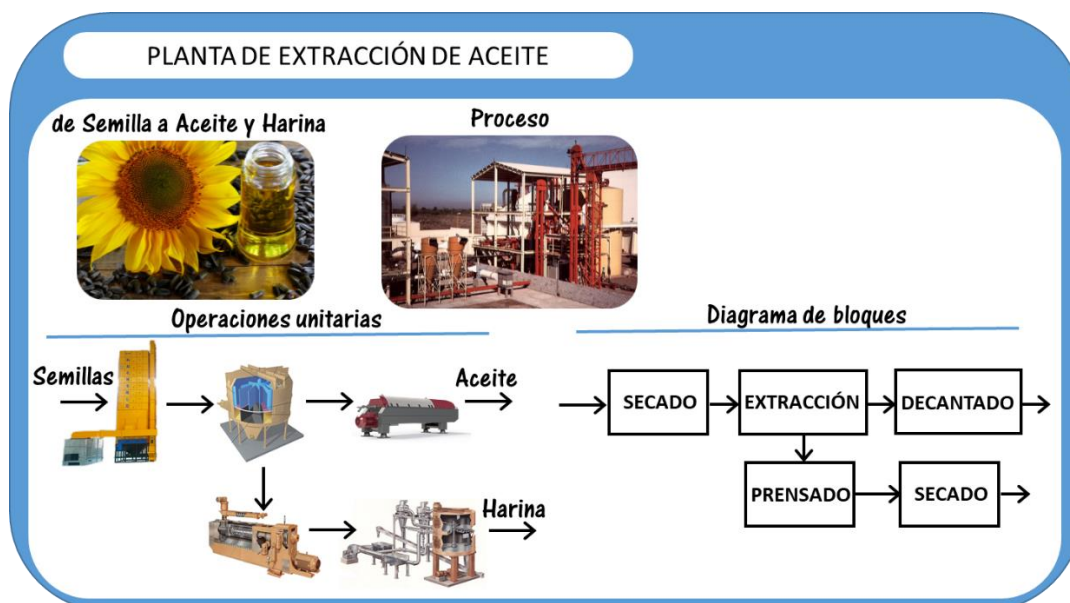 PLANTA DE EXTRACCIÓN DE ACEITE
de Semilla a Aceite y Harina
Proceso
Operaciones unitarias
Diagrama de bloques
Semillas
Aceite
SECADO
EXTRACCIÓN
DECANTADO
PRENSADO
SECADO
Harina